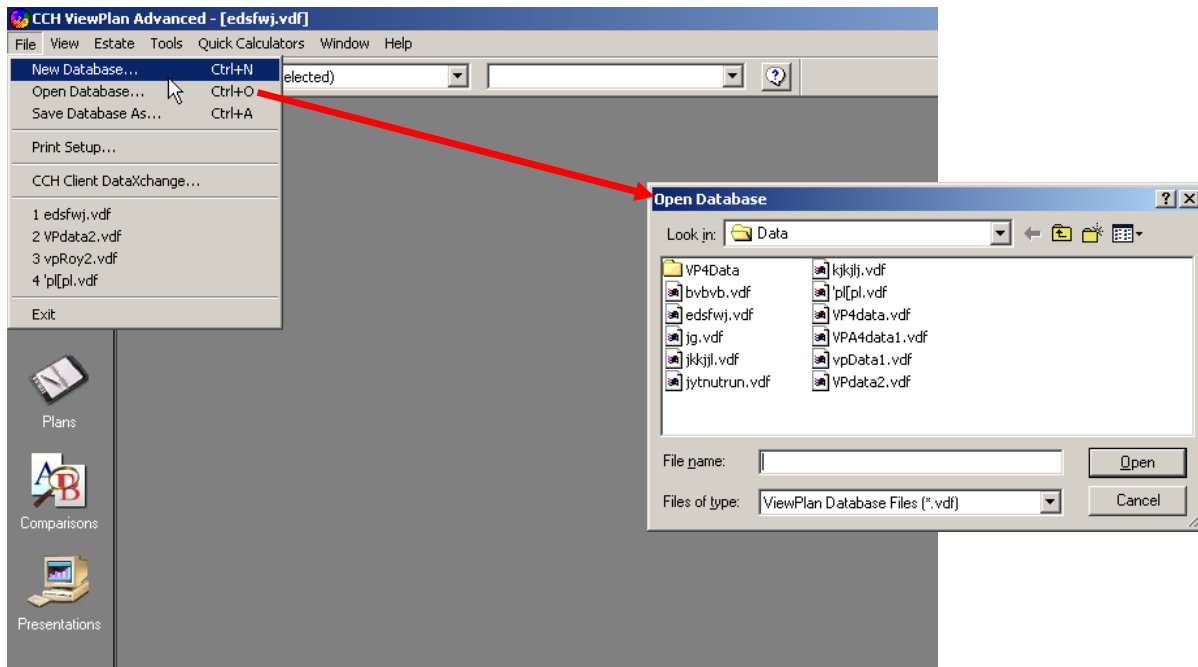 CCH ViewPlan Advanced - [edsfwj.vdf]
File View Estate Tools Quick Calculators Window Help
New Database... Ctrl+N
elected)
Open Database... Ctrl+O
Save Database As... Ctrl+A
Print Setup...
CCH Client DataXchange...
1 edsfwj.vdf
2 VPdata2.vdf
3 vpRoy2.vdf
4 'pl[pl.vdf
Exit
Plans
A B
Comparisons
Presentations
Open Database
Look in: Data
VP4Data
bvbvb.vdf
edsfwj.vdf
jg.vdf
jkkjjl.vdf
jytnutrun.vdf
kjkjlj.vdf
'pl[pl.vdf
VP4data.vdf
VPA4data1.vdf
vpData1.vdf
VPdata2.vdf
File name:
Open
Files of type: ViewPlan Database Files (*.vdf)
Cancel